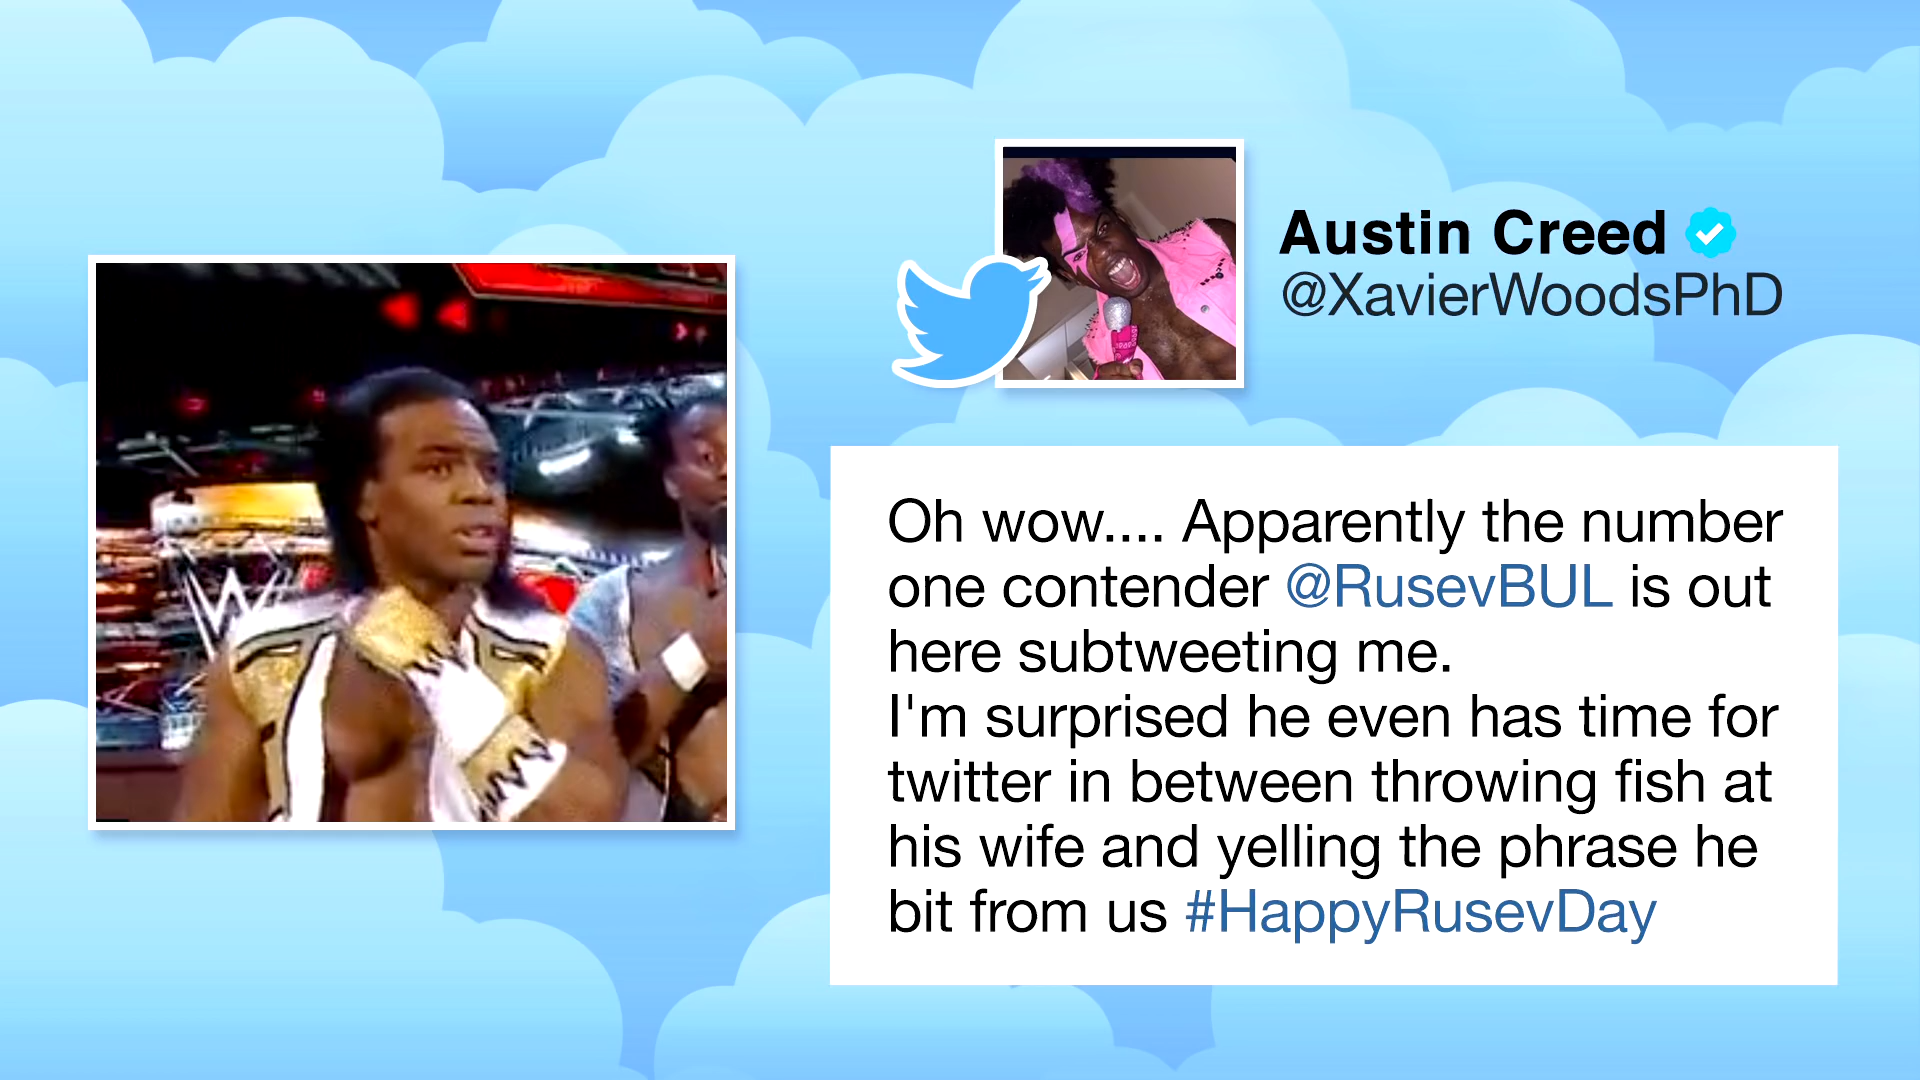 Austin Creed
@XavierWoodsPhD
Oh wow.... Apparently the number
one contender @RusevBUL is out
here subtweeting me.
I'm surprised he even has time for
twitter in between throwing fish at
his wife and yelling the phrase he
bit from us #HappyRusevDay